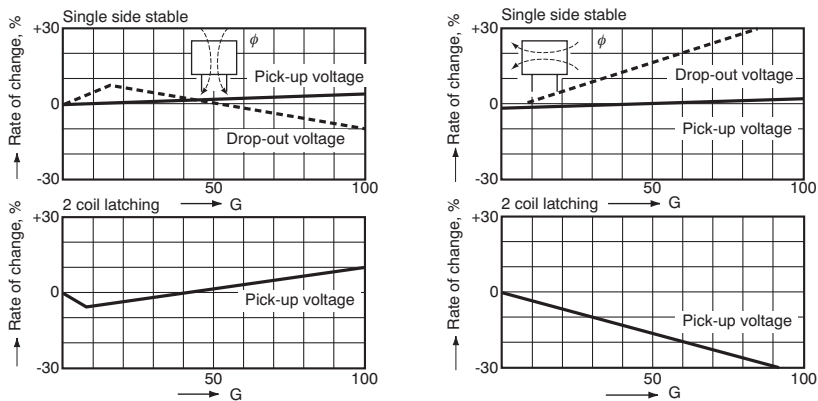 Single side stable
Rate of change, %
+30
0
-30
ϕ
Pick-up voltage
Drop-out voltage
50
100
G
Single side stable
Rate of change, %
+30
0
-30
ϕ
Drop-out voltage
Pick-up voltage
50
100
G
2 coil latching
Rate of change, %
+30
0
-30
Pick-up voltage
50
100
G
2 coil latching
Rate of change, %
+30
0
-30
Pick-up voltage
50
100
G